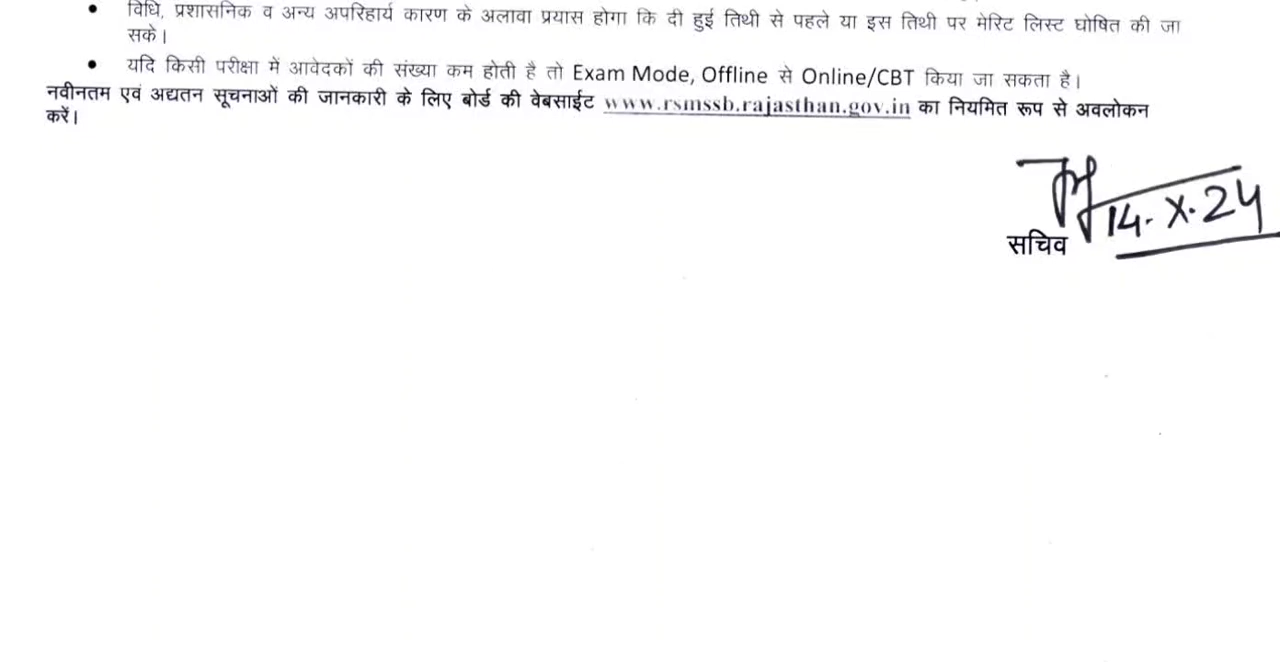 • विधि, प्रशासनिक व अन्य अपरिहार्य कारण के अलावा प्रयास होगा कि दी हुई तिथी से पहले या इस तिथी पर मेरिट लिस्ट घोषित की जा
सके।
• यदि किसी परीक्षा में आवेदकों की संख्या कम होती है तो Exam Mode, Offline से Online/CBT किया जा सकता है।
नवीनतम एवं अद्यतन सूचनाओं की जानकारी के लिए बोर्ड की वेबसाईट www.rsmssb.rajasthan.gov.in का नियमित रूप से अवलोकन
करें।
14. X. 24
सचिव